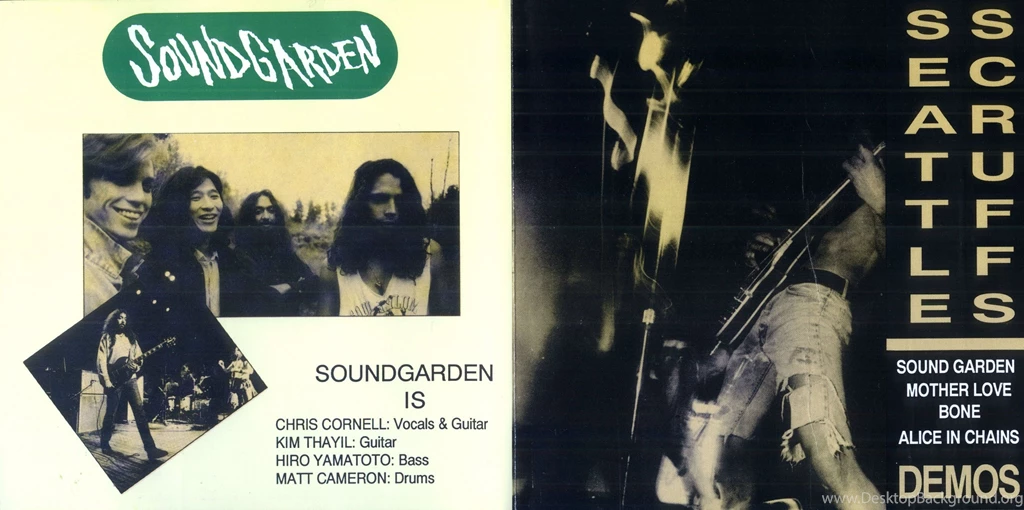 SOUNDGARDEN
SOUNDGARDEN
IS
CHRIS CORNELL: Vocals & Guitar
KIM THAYIL: Guitar
HIRO YAMATOTO: Bass
MATT CAMERON: Drums
SEATTLE
SCRUFFS
SOUND GARDEN
MOTHER LOVE
BONE
ALICE IN CHAINS
DEMOS
www.DesktopBackground.org